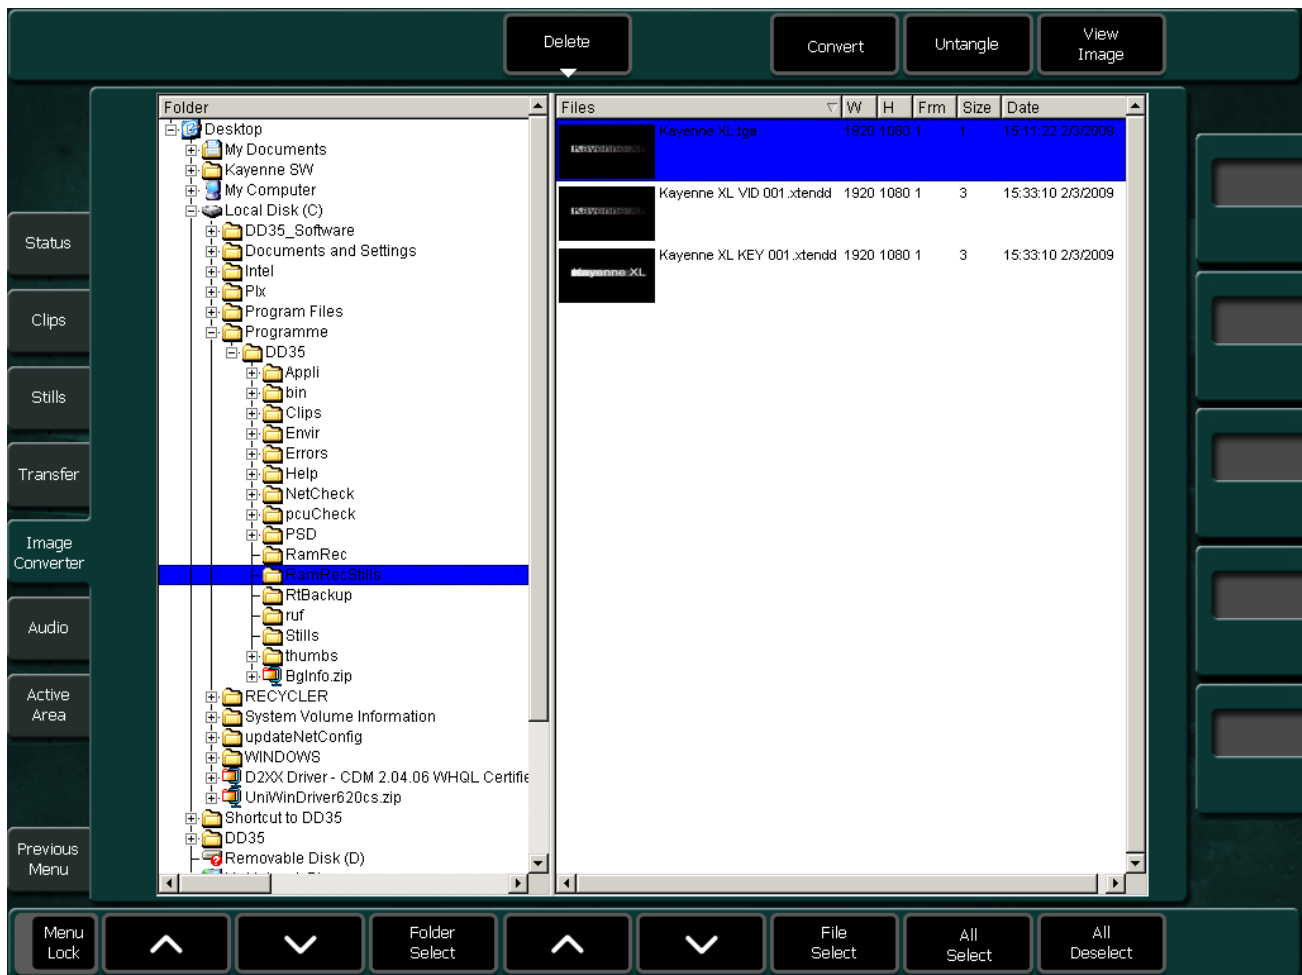 Delete
Convert
Untangle
View
Image
Folder
Desktop
My Documents
Kayenne SW
My Computer
Local Disk (C)
DD35_Software
Documents and Settings
Intel
Plx
Program Files
Programme
DD35
Appli
bin
Clips
Envir
Errors
Help
NetCheck
pcuCheck
PSD
RamRec
RamRecStills
RtBackup
ruf
Stills
thumbs
BgInfo.zip
RECYCLER
System Volume Information
updateNetConfig
WINDOWS
D2XX Driver - CDM 2.04.06 WHQL Certifie
UniWinDriver620cs.zip
Shortcut to DD35
DD35
Removable Disk (D)
Files W H Frm Size Date
Kayenne XL.tga 1920 1080 1 1 15:11:22 2/3/2009
Kayenne XL
Kayenne XL VID 001.xtendd 1920 1080 1 3 15:33:10 2/3/2009
Kayenne XL
Kayenne XL KEY 001.xtendd 1920 1080 1 3 15:33:10 2/3/2009
Kayenne XL
Status
Clips
Stills
Transfer
Image
Converter
Audio
Active
Area
Previous
Menu
Menu
Lock
Folder
Select
File
Select
All
Select
All
Deselect